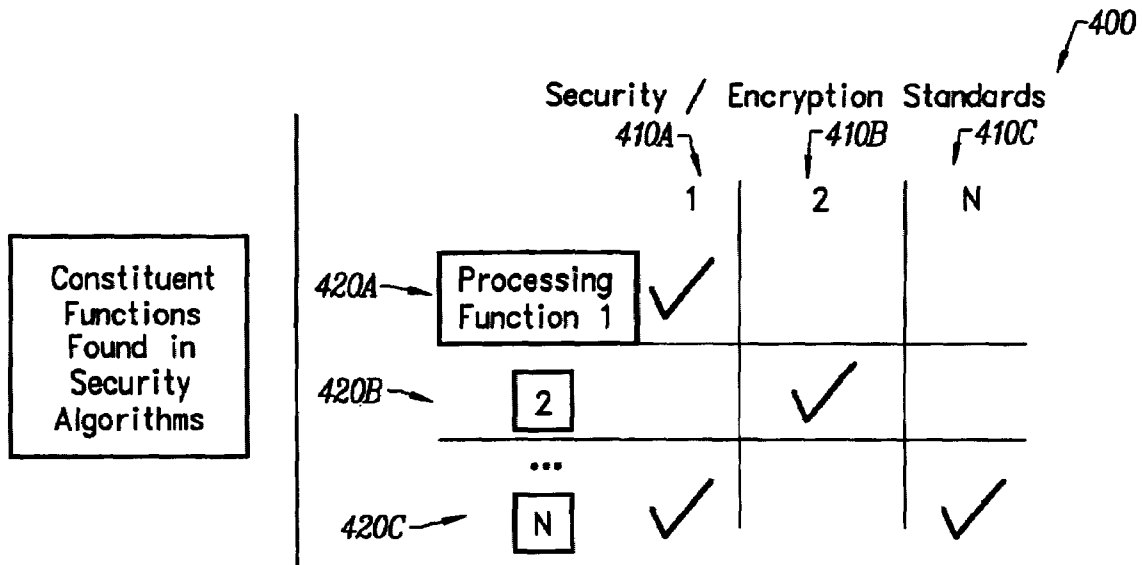 400
Security / Encryption Standards
410A 410B 410C
1 2 N
Constituent
Functions
Found in
Security
Algorithms
420A Processing
Function 1
420B 2
...
420C N